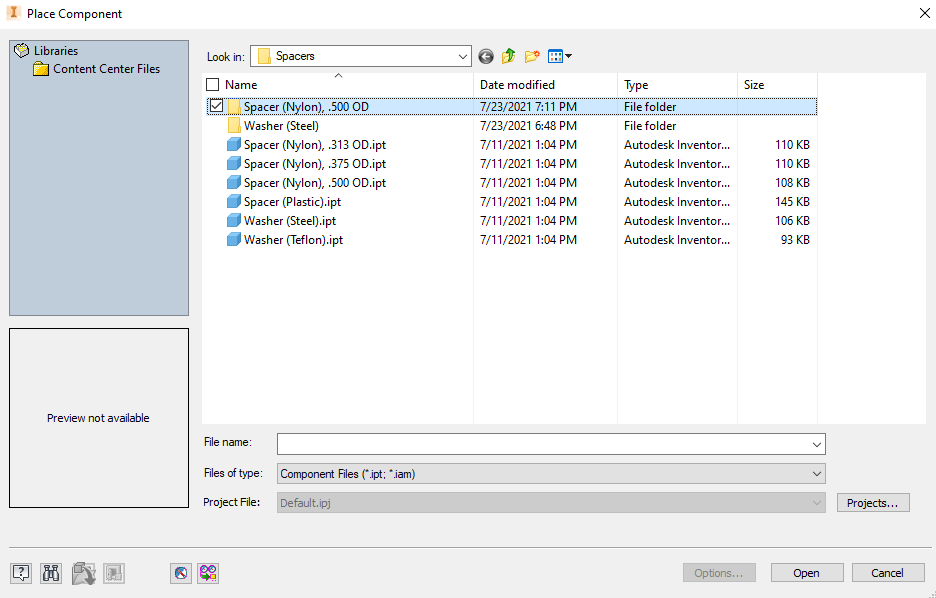 Place Component
Libraries
Content Center Files
Look in: Spacers
Name Date modified Type Size
Spacer (Nylon), .500 OD 7/23/2021 7:11 PM File folder
Washer (Steel) 7/23/2021 6:48 PM File folder
Spacer (Nylon), .313 OD.ipt 7/11/2021 1:04 PM Autodesk Inventor... 110 KB
Spacer (Nylon), .375 OD.ipt 7/11/2021 1:04 PM Autodesk Inventor... 110 KB
Spacer (Nylon), .500 OD.ipt 7/11/2021 1:04 PM Autodesk Inventor... 108 KB
Spacer (Plastic).ipt 7/11/2021 1:04 PM Autodesk Inventor... 145 KB
Washer (Steel).ipt 7/11/2021 1:04 PM Autodesk Inventor... 106 KB
Washer (Teflon).ipt 7/11/2021 1:04 PM Autodesk Inventor... 93 KB
Preview not available
File name:
Files of type: Component Files (*.ipt; *.iam)
Project File: Default.ipj Projects...
Options... Open Cancel